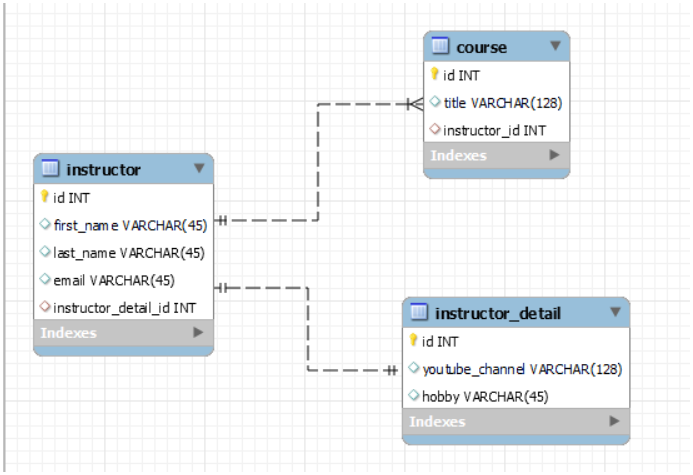 course
id INT
title VARCHAR(128)
instructor_id INT
Indexes
instructor
id INT
first_name VARCHAR(45)
last_name VARCHAR(45)
email VARCHAR(45)
instructor_detail_id INT
Indexes
instructor_detail
id INT
youtube_channel VARCHAR(128)
hobby VARCHAR(45)
Indexes